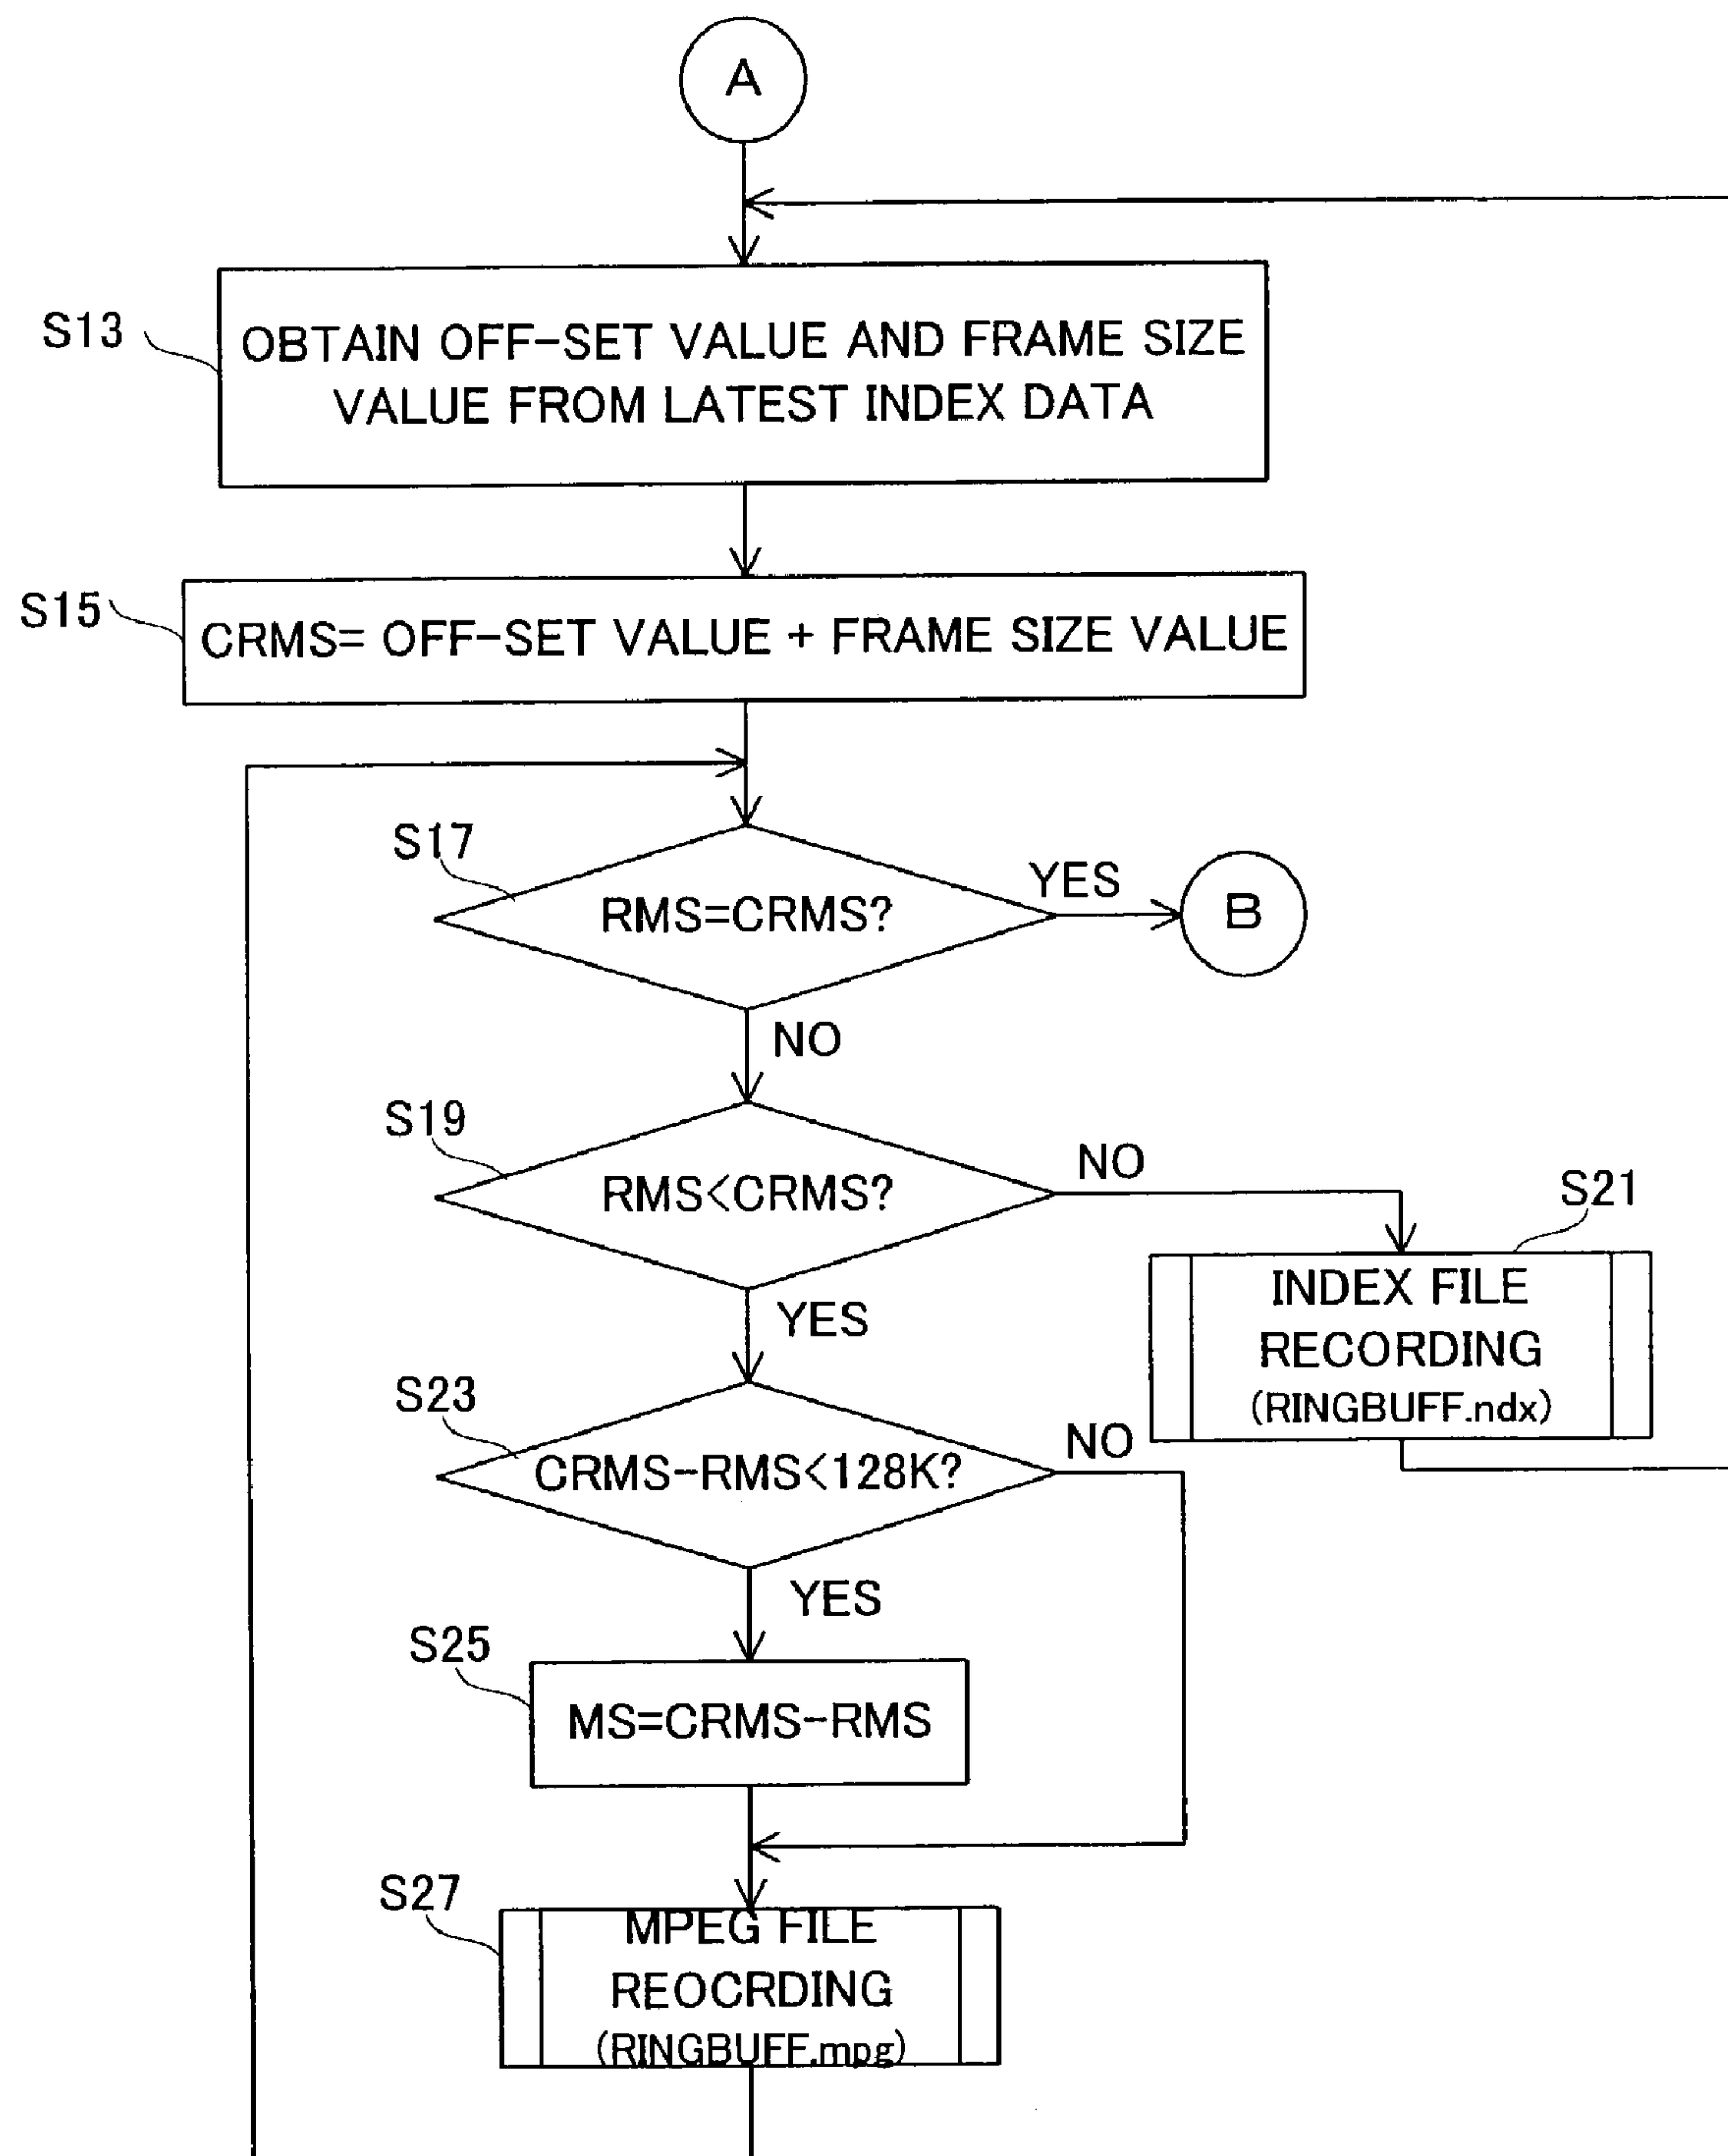 A
S13
OBTAIN OFF-SET VALUE AND FRAME SIZE
VALUE FROM LATEST INDEX DATA
S15
CRMS= OFF-SET VALUE + FRAME SIZE VALUE
S17
RMS=CRMS?
YES
B
NO
S19
RMS<CRMS?
NO
S21
INDEX FILE
RECORDING
(RINGBUFF.ndx)
YES
S23
CRMS-RMS<128K?
NO
YES
S25
MS=CRMS-RMS
S27
MPEG FILE
REOCRDING
(RINGBUFF.mpg)